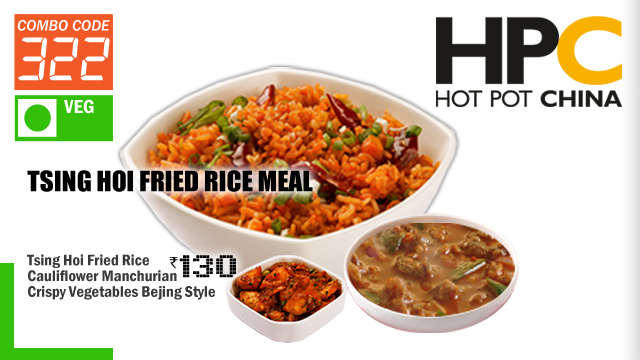 COMBO CODE
322
VEG
HPC
HOT POT CHINA
TSING HOI FRIED RICE MEAL
Tsing Hoi Fried Rice
Cauliflower Manchurian
Crispy Vegetables Bejing Style
₹130